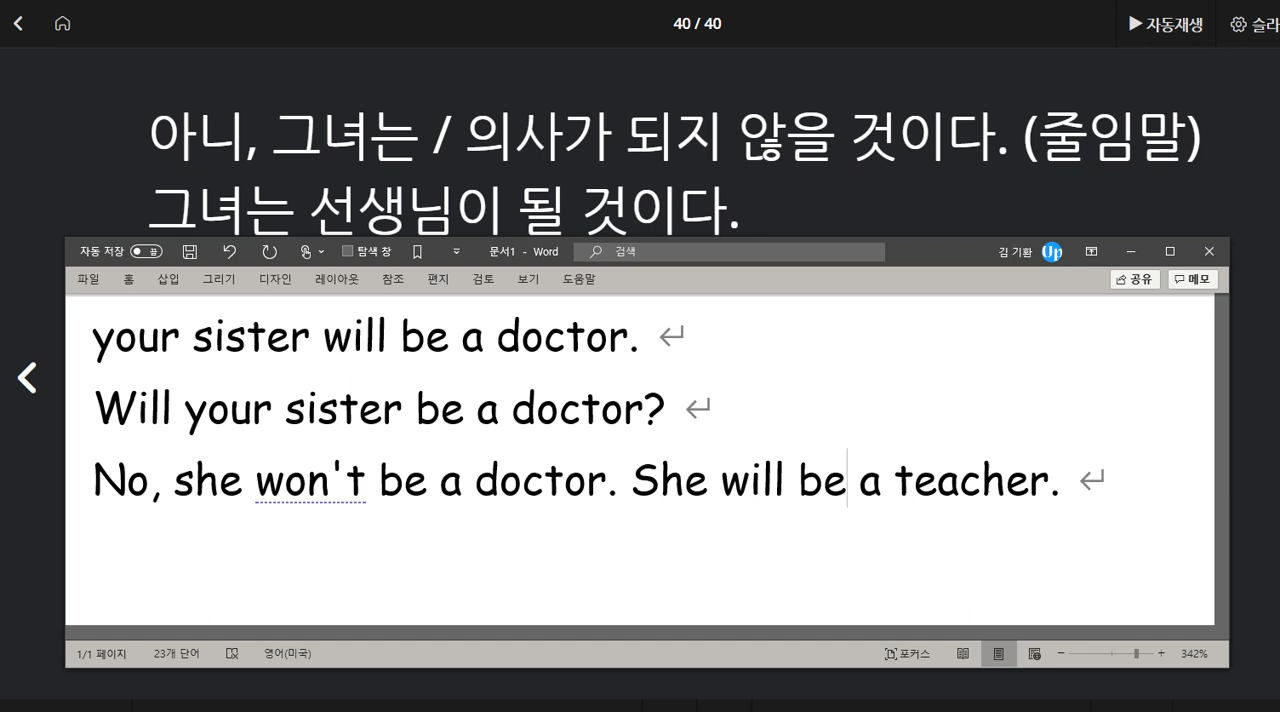 40 / 40
자동재생
슬라
아니, 그녀는 / 의사가 되지 않을 것이다. (줄임말)
그녀는 선생님이 될 것이다.
자동 저장 끔 탐색 창 문서1 - Word 검색 김 기환 Up
파일 홈 삽입 그리기 디자인 레이아웃 참조 편지 검토 보기 도움말 공유 메모
your sister will be a doctor.
Will your sister be a doctor?
No, she won't be a doctor. She will be a teacher.
1/1 페이지 23개 단어 영어(미국) 포커스 342%